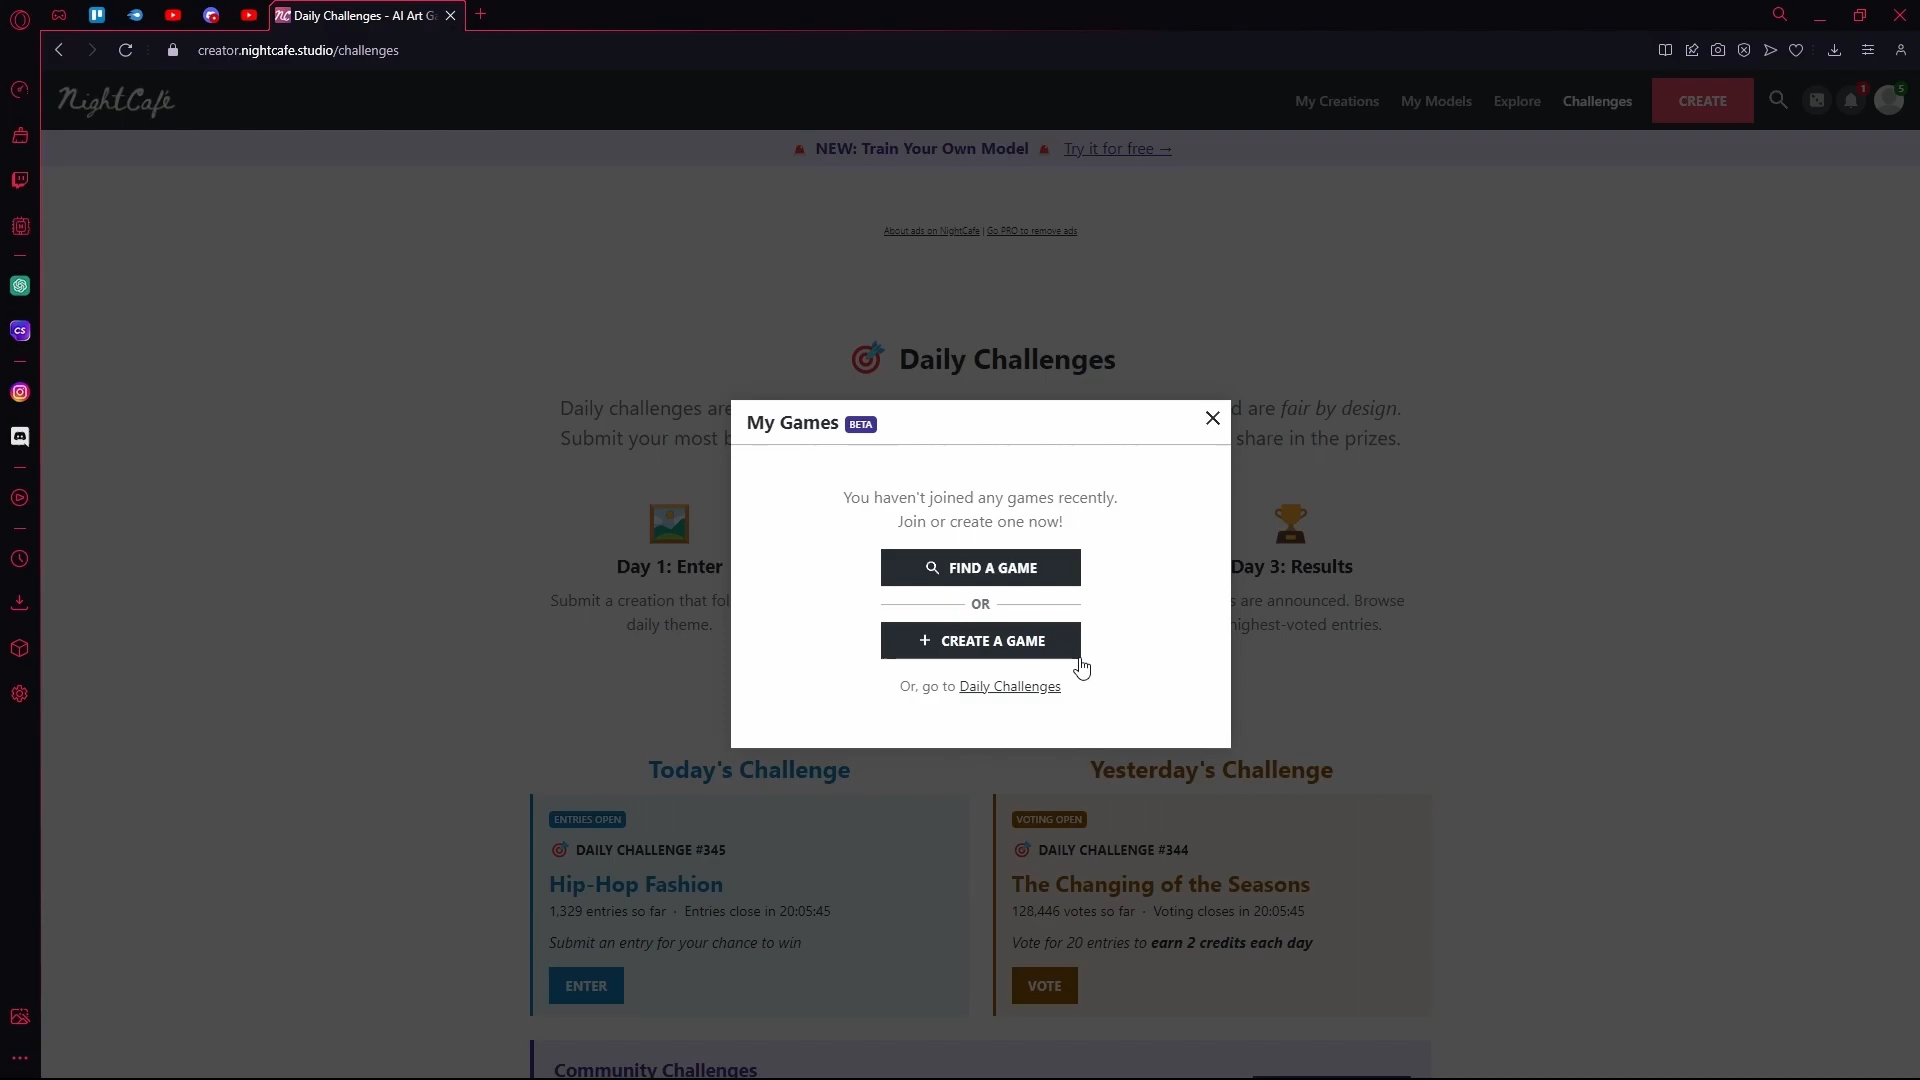 Daily Challenges - AI Art G
creator.nightcafe.studio/challenges
NightCafé
My Creations
My Models
Explore
Challenges
CREATE
1
5
NEW: Train Your Own Model
Try it for free →
About ads on NightCafe | Go PRO to remove ads
Daily Challenges
Daily challenges are
d are fair by design.
Submit your most b
share in the prizes.
My Games BETA
You haven't joined any games recently.
Join or create one now!
FIND A GAME
OR
+ CREATE A GAME
Or, go to Daily Challenges
Day 1: Enter
Submit a creation that fol
daily theme.
Day 3: Results
s are announced. Browse
ighest-voted entries.
Today's Challenge
ENTRIES OPEN
DAILY CHALLENGE #345
Hip-Hop Fashion
1,329 entries so far · Entries close in 20:05:45
Submit an entry for your chance to win
ENTER
Yesterday's Challenge
VOTING OPEN
DAILY CHALLENGE #344
The Changing of the Seasons
128,446 votes so far · Voting closes in 20:05:45
Vote for 20 entries to earn 2 credits each day
VOTE
Community Challenges